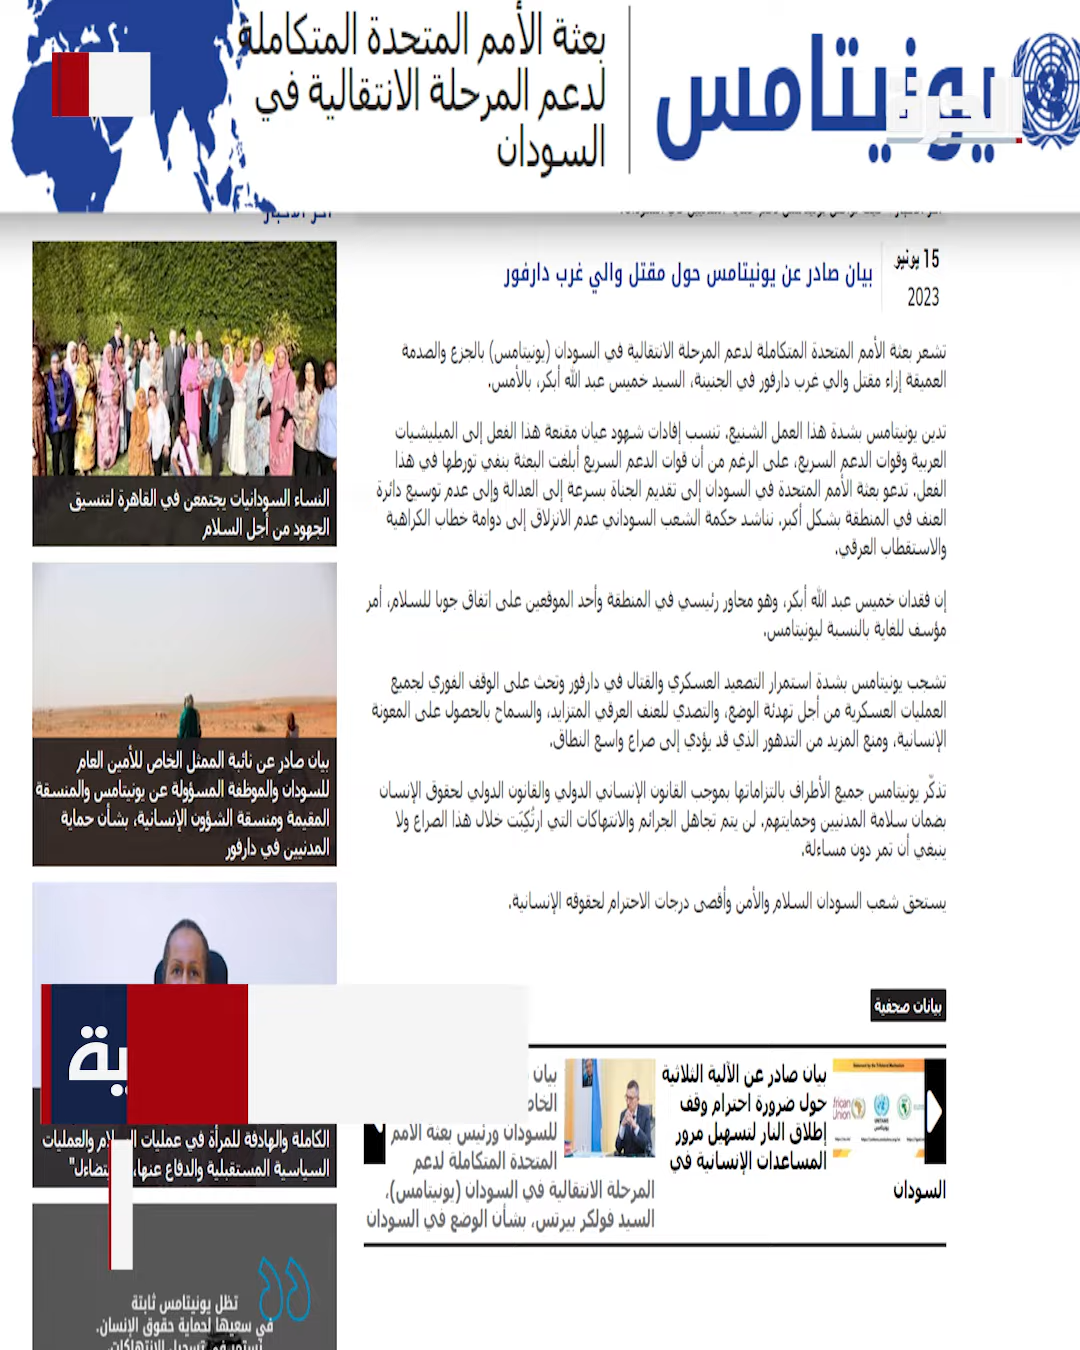 بعثة الأمم المتحدة المتكاملة
لدعم المرحلة الانتقالية في
السودان
يونيتامس
الحرة
آخر الأخبار
15 يونيو
2023
بيان صادر عن يونيتامس حول مقتل والي غرب دارفور
تشعر بعثة الأمم المتحدة المتكاملة لدعم المرحلة الانتقالية في السودان (يونيتامس) بالجزع والصدمة
العميقة إزاء مقتل والي غرب دارفور في الجنينة، السيد خميس عبد الله أبكر، بالأمس.
تدين يونيتامس بشدة هذا العمل الشنيع. تنسب إفادات شهود عيان مقنعة هذا الفعل إلى الميليشيات
العربية وقوات الدعم السريع، على الرغم من أن قوات الدعم السريع أبلغت البعثة بنفي تورطها في هذا
الفعل. تدعو بعثة الأمم المتحدة في السودان إلى تقديم الجناة بسرعة إلى العدالة وإلى عدم توسيع دائرة
العنف في المنطقة بشكل أكبر. نناشد حكمة الشعب السوداني عدم الانزلاق إلى دوامة خطاب الكراهية
والاستقطاب العرقي.
إن فقدان خميس عبد الله أبكر، وهو محاور رئيسي في المنطقة وأحد الموقعين على اتفاق جوبا للسلام، أمر
مؤسف للغاية بالنسبة ليونيتامس.
تشجب يونيتامس بشدة استمرار التصعيد العسكري والقتال في دارفور وتحث على الوقف الفوري لجميع
العمليات العسكرية من أجل تهدئة الوضع، والتصدي للعنف العرقي المتزايد، والسماح بالحصول على المعونة
الإنسانية، ومنع المزيد من التدهور الذي قد يؤدي إلى صراع واسع النطاق.
تذكّر يونيتامس جميع الأطراف بالتزاماتها بموجب القانون الإنساني الدولي والقانون الدولي لحقوق الإنسان
بضمان سلامة المدنيين وحمايتهم. لن يتم تجاهل الجرائم والانتهاكات التي ارتُكِبَت خلال هذا الصراع ولا
ينبغي أن تمر دون مساءلة.
يستحق شعب السودان السلام والأمن وأقصى درجات الاحترام لحقوقه الإنسانية.
النساء السودانيات يجتمعن في القاهرة لتنسيق
الجهود من أجل السلام
بيان صادر عن نائبة الممثل الخاص للأمين العام
للسودان والموظفة المسؤولة عن يونيتامس والمنسقة
المقيمة ومنسقة الشؤون الإنسانية، بشأن حماية
المدنيين في دارفور
ية
الكاملة والهادفة للمرأة في عمليات والعمليات
السياسية المستقبلية والدفاع عنها،
تظل يونيتامس ثابتة
في سعيها لحماية حقوق الإنسان.
بيانات صحفية
بيان صادر عن الآلية الثلاثية
حول ضرورة احترام وقف
إطلاق النار لتسهيل مرور
المساعدات الإنسانية في
السودان
بيان
للسودان ورئيس بعثة الأمم
المتحدة المتكاملة لدعم
المرحلة الانتقالية في السودان (يونيتامس)،
السيد فولكر بيرتس، بشأن الوضع في السودان